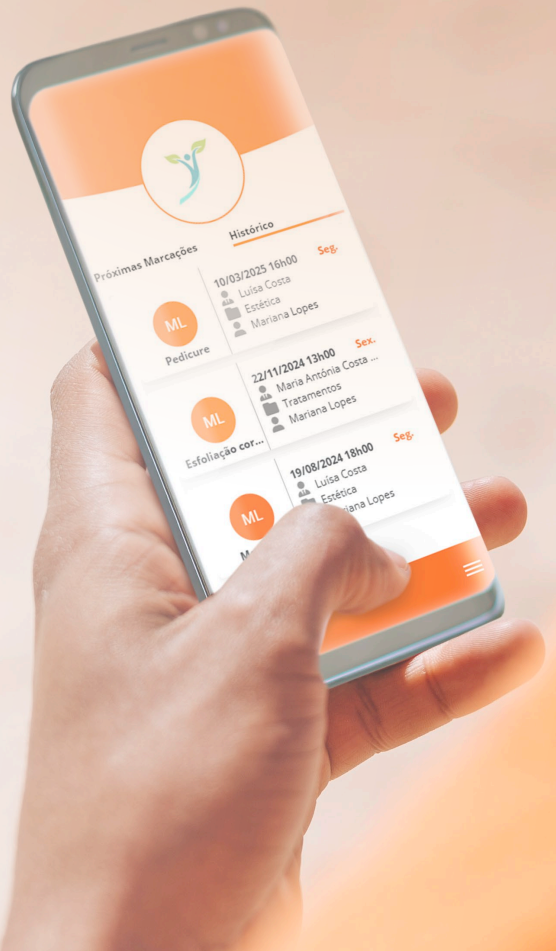 Próximas Marcações
Histórico
10/03/2025 16h00
Seg.
Luísa Costa
Estética
Mariana Lopes
ML
Pedicure
22/11/2024 13h00
Sex.
Maria Antónia Costa ...
Tratamentos
Mariana Lopes
ML
Esfoliação cor...
19/08/2024 18h00
Seg.
Luísa Costa
Estética
Lopes
ML